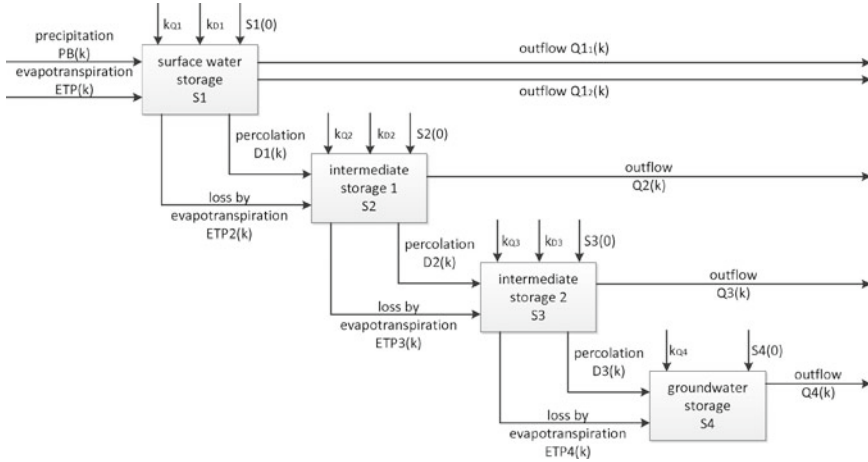 kQ1
kD1
S1(0)
precipitation
PB(k)
evapotranspiration
ETP(k)
surface water
storage
S1
outflow Q1₁(k)
outflow Q1₂(k)
percolation
D1(k)
loss by
evapotranspiration
ETP2(k)
kQ2
kD2
S2(0)
intermediate
storage 1
S2
outflow
Q2(k)
percolation
D2(k)
loss by
evapotranspiration
ETP3(k)
kQ3
kD3
S3(0)
intermediate
storage 2
S3
outflow
Q3(k)
percolation
D3(k)
loss by
evapotranspiration
ETP4(k)
kQ4
S4(0)
groundwater
storage
S4
outflow
Q4(k)